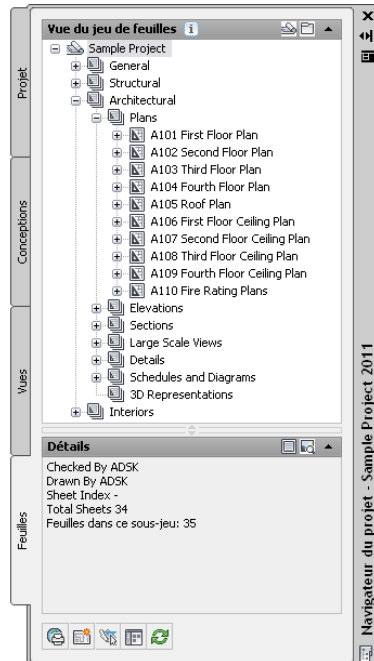 Vue du jeu de feuilles
Sample Project
General
Structural
Architectural
Plans
A101 First Floor Plan
A102 Second Floor Plan
A103 Third Floor Plan
A104 Fourth Floor Plan
A105 Roof Plan
A106 First Floor Ceiling Plan
A107 Second Floor Ceiling Plan
A108 Third Floor Ceiling Plan
A109 Fourth Floor Ceiling Plan
A110 Fire Rating Plans
Elevations
Sections
Large Scale Views
Details
Schedules and Diagrams
3D Representations
Interiors
Détails
Checked By ADSK
Drawn By ADSK
Sheet Index -
Total Sheets 34
Feuilles dans ce sous-jeu: 35
Projet
Conceptions
Vues
Feuilles
Navigateur du projet - Sample Project 2011